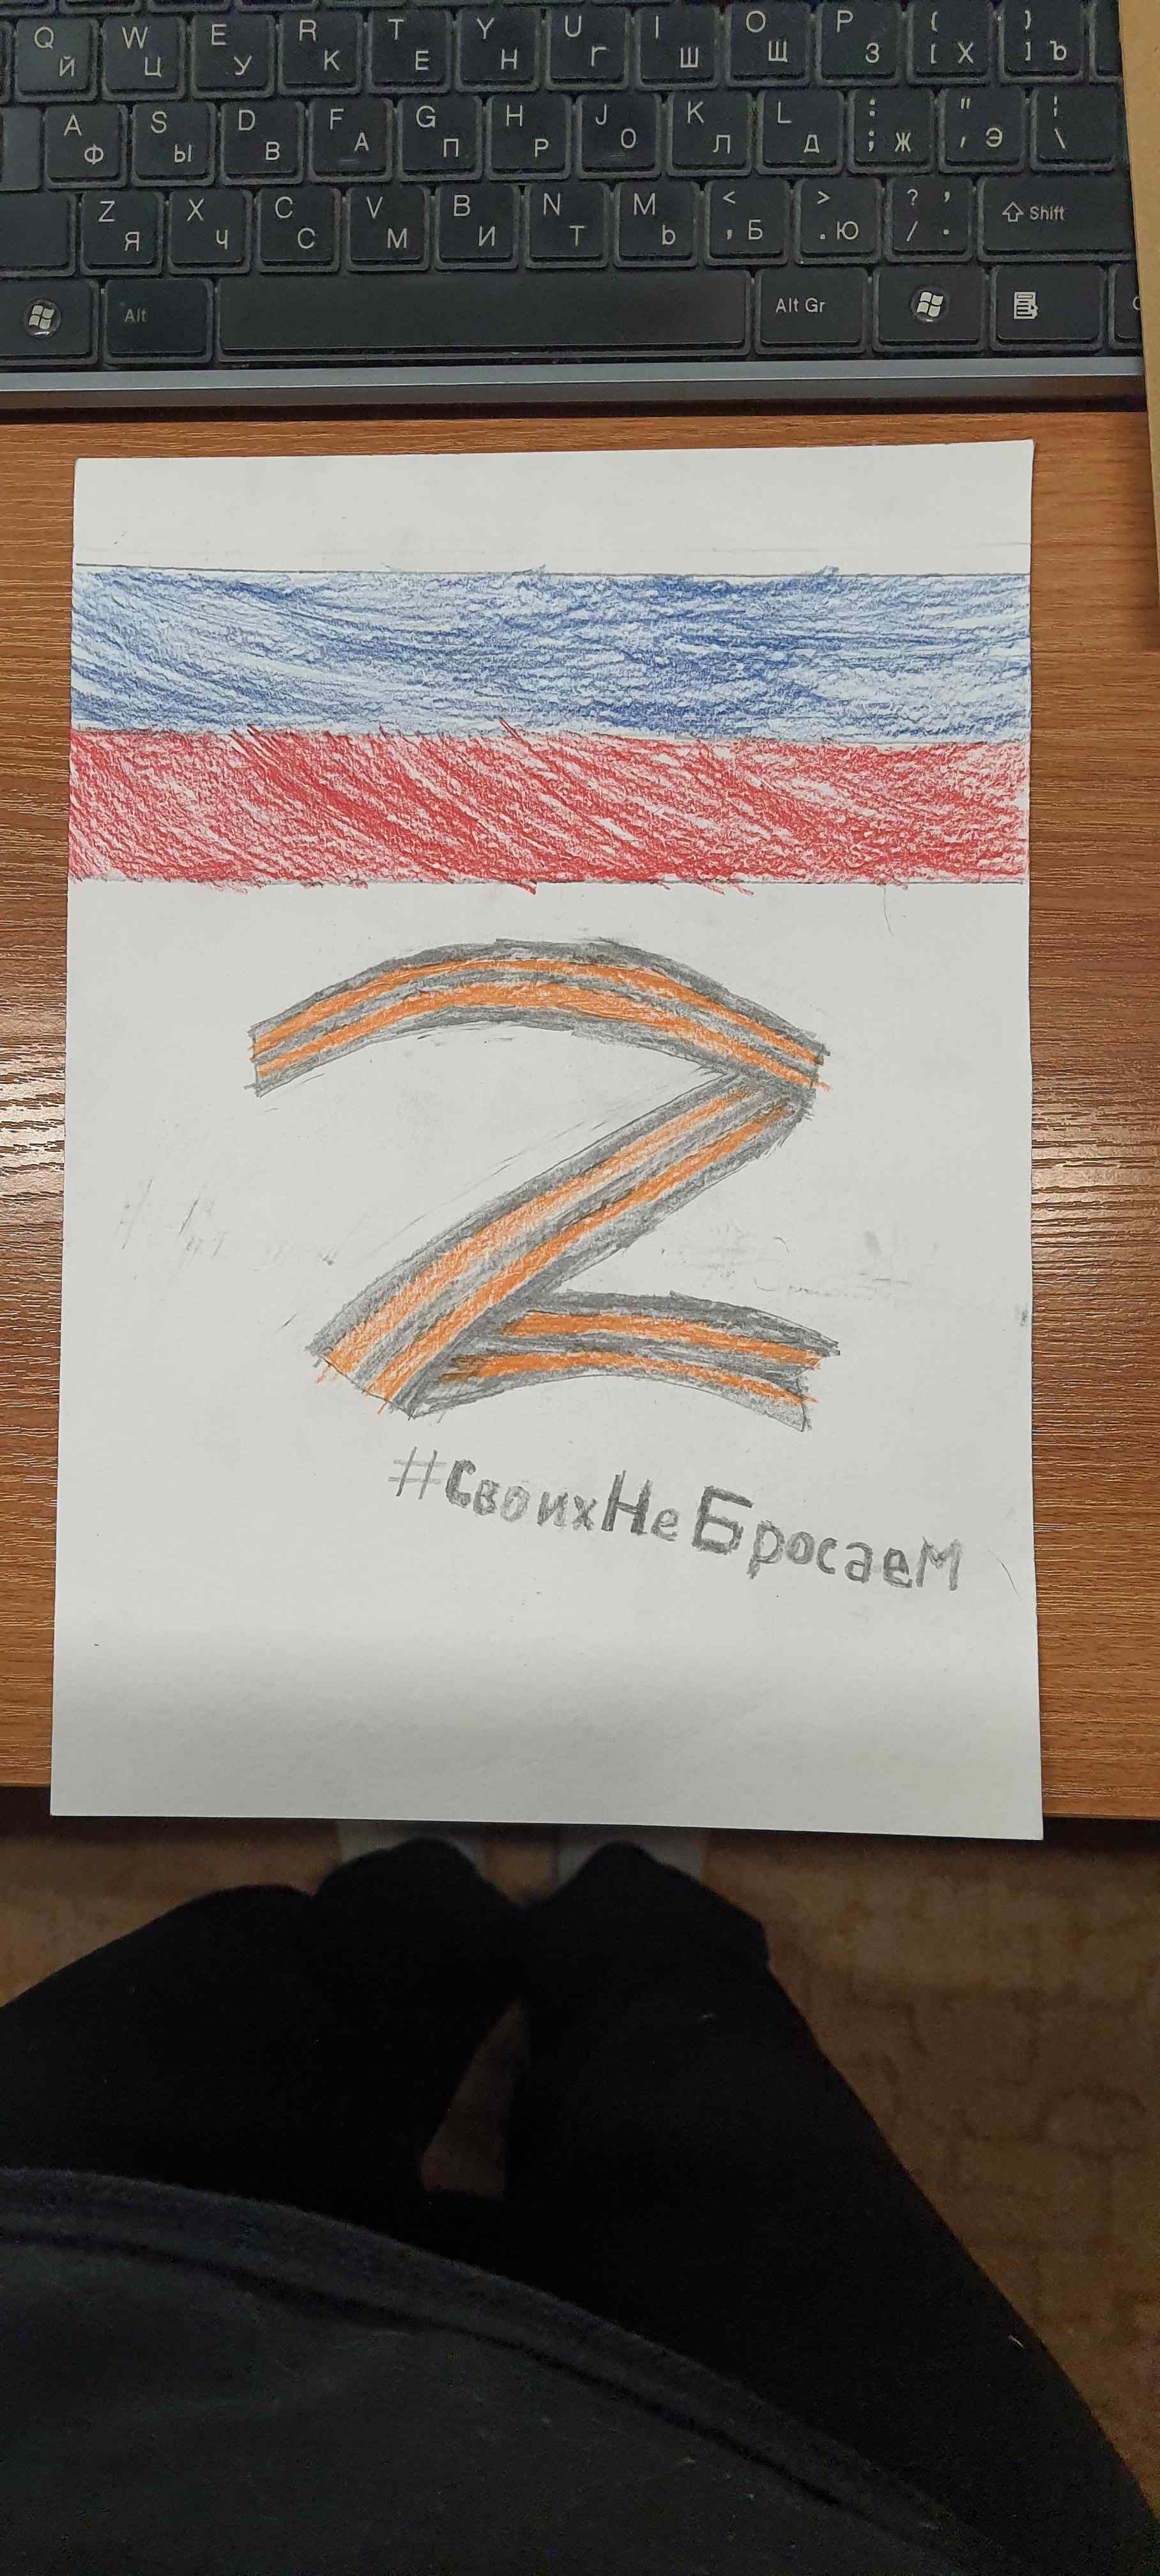 Q Й W Ц E У R К T Е Y Н U Г I Ш O Щ P З { [ Х } ] Ъ
A Ф S Ы D В F А G П H Р J О K Л L Д : ; Ж " ' Э ¦ \
Z Я X Ч C С V М B И N Т M Ь < , Б > . Ю ? / , . Shift
Alt Alt Gr
Z
#СвоихНеБросаем